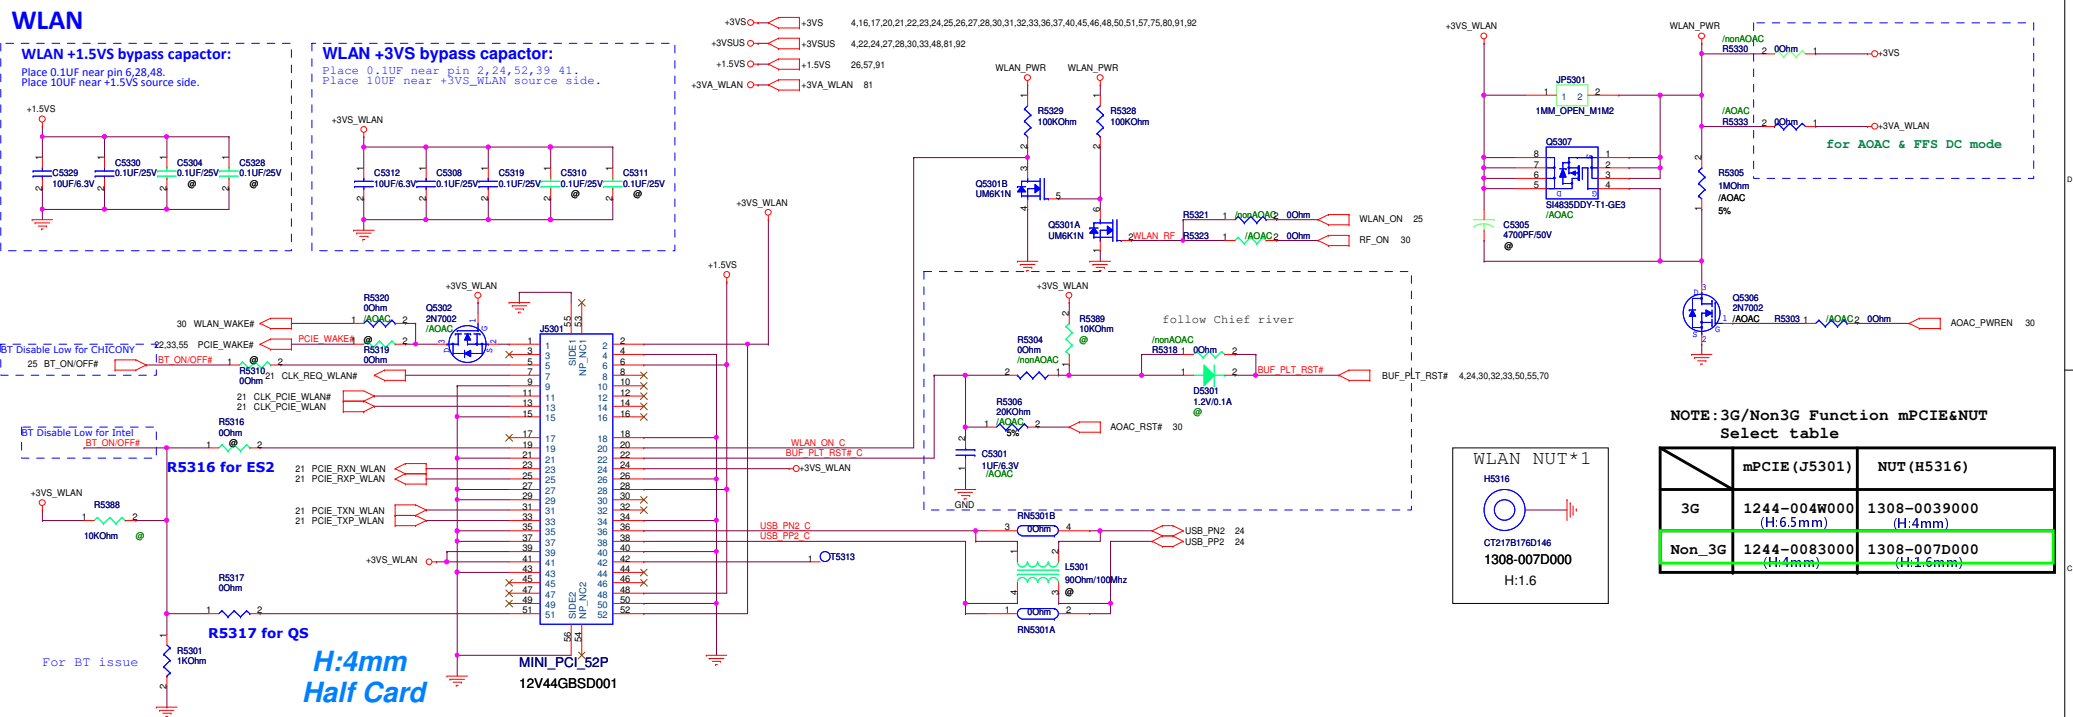 WLAN
WLAN +1.5VS bypass capactor:
Place 0.1UF near pin 6,28,48.
Place 10UF near +1.5VS source side.
+1.5VS
C5329
10UF/6.3V
C5330
0.1UF/25V
C5304
0.1UF/25V
@
C5328
0.1UF/25V
@
WLAN +3VS bypass capactor:
Place 0.1UF near pin 2,24,52,39 41.
Place 10UF near +3VS_WLAN source side.
+3VS_WLAN
C5312
10UF/6.3V
C5308
0.1UF/25V
C5319
0.1UF/25V
C5310
0.1UF/25V
@
C5311
0.1UF/25V
@
+3VS +3VS 4,16,17,20,21,22,23,24,25,26,27,28,30,31,32,33,36,37,40,45,46,48,50,51,57,75,80,91,92
+3VSUS +3VSUS 4,22,24,27,28,30,33,48,81,92
+1.5VS +1.5VS 26,57,91
+3VA_WLAN +3VA_WLAN 81
WLAN_PWR WLAN_PWR
R5329
100KOhm
R5328
100KOhm
Q5301B
UM6K1N
Q5301A
UM6K1N
WLAN_RF
R5321 /nonAOAC 0Ohm WLAN_ON 25
R5323 /AOAC 0Ohm RF_ON 30
+3VS_WLAN
WLAN_PWR
/nonAOAC
R5330 0Ohm +3VS
/AOAC
R5333 0Ohm +3VA_WLAN
for AOAC & FFS DC mode
JP5301
1MM_OPEN_M1M2
Q5307
SI4835DDY-T1-GE3
/AOAC
R5305
1MOhm
/AOAC
5%
C5305
4700PF/50V
@
Q5306
2N7002
/AOAC
R5303 /AOAC 0Ohm AOAC_PWREN 30
+3VS_WLAN
+1.5VS
+3VS_WLAN
R5320
0Ohm
/AOAC
Q5302
2N7002
/AOAC
30 WLAN_WAKE#
22,33,55 PCIE_WAKE# PCIE_WAKE#
@
R5319
0Ohm
BT Disable Low for CHICONY
25 BT_ON/OFF# BT_ON/OFF#
@
R5310
0Ohm
21 CLK_REQ_WLAN#
21 CLK_PCIE_WLAN#
21 CLK_PCIE_WLAN
BT Disable Low for Intel
BT_ON/OFF#
R5316
0Ohm
@
R5316 for ES2
21 PCIE_RXN_WLAN
21 PCIE_RXP_WLAN
21 PCIE_TXN_WLAN
21 PCIE_TXP_WLAN
+3VS_WLAN
R5388
10KOhm @
+3VS_WLAN
R5317
0Ohm
R5317 for QS
R5301
1KOhm
For BT issue
H:4mm
Half Card
J5301
SIDE1
NP_NC1
SIDE2
NP_NC2
MINI_PCI_52P
12V44GBSD001
WLAN_ON_C
BUF_PLT_RST#_C
+3VS_WLAN
USB_PN2_C
USB_PP2_C
T5313
+3VS_WLAN
R5389
10KOhm
@
follow Chief river
R5304
0Ohm
/nonAOAC
/nonAOAC
R5318 0Ohm
D5301
1.2V/0.1A
@
BUF_PLT_RST#
BUF_PLT_RST# 4,24,30,32,33,50,55,70
R5306
20KOhm
/AOAC
5%
AOAC_RST# 30
C5301
1UF/6.3V
/AOAC
GND
RN5301B
0Ohm
L5301
90Ohm/100Mhz
@
0Ohm
RN5301A
USB_PN2 24
USB_PP2 24
WLAN NUT*1
H5316
CT217B176D146
1308-007D000
H:1.6
NOTE:3G/Non3G Function mPCIE&NUT
Select table
mPCIE(J5301) NUT(H5316)
3G 1244-004W000 1308-0039000
(H:6.5mm) (H:4mm)
Non_3G 1244-0083000 1308-007D000
(H:4mm) (H:1.6mm)